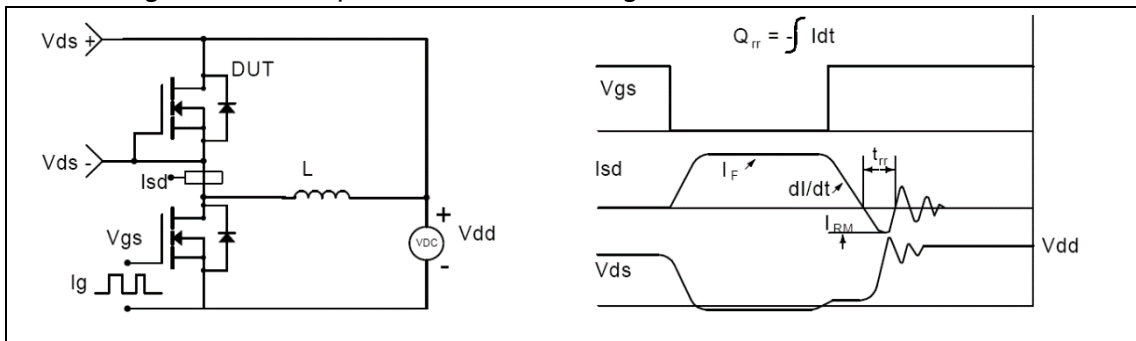 Vds +
DUT
Vds -
Isd
L
Vgs
Ig
+
VDC
-
Vdd
Q rr = -∫ Idt
Vgs
Isd
I F
dI/dt
t rr
I RM
Vdd
Vds